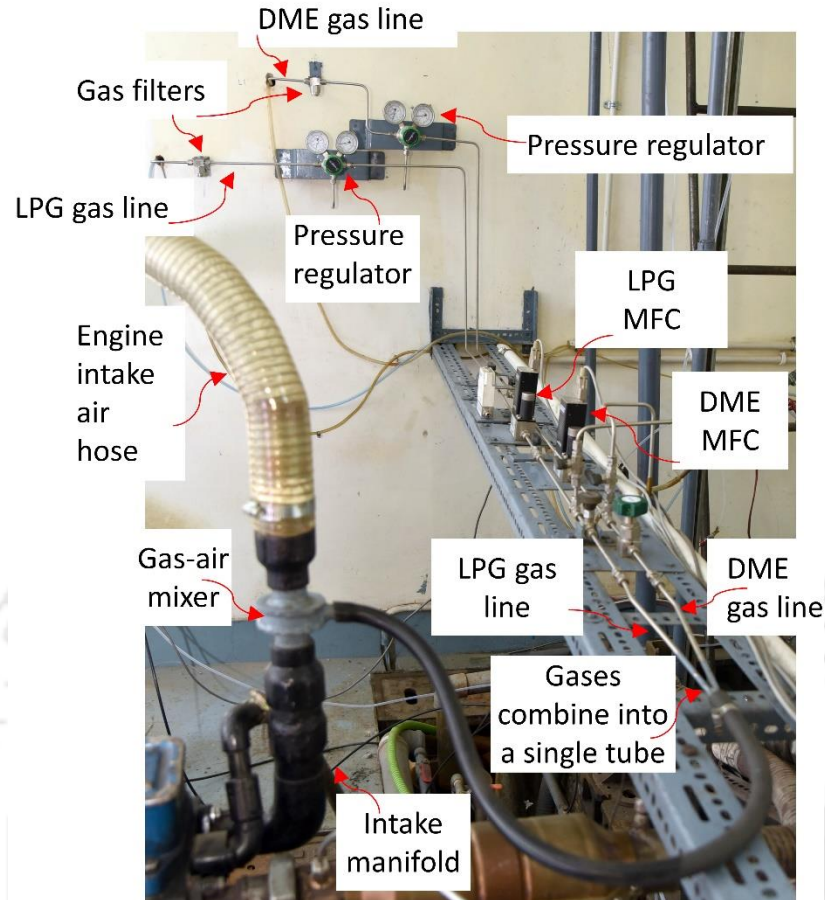 DME gas line
Gas filters
Pressure regulator
LPG gas line
Pressure
regulator
LPG
MFC
Engine
intake
air
hose
DME
MFC
Gas-air
mixer
LPG gas
line
DME
gas line
Gases
combine into
a single tube
Intake
manifold